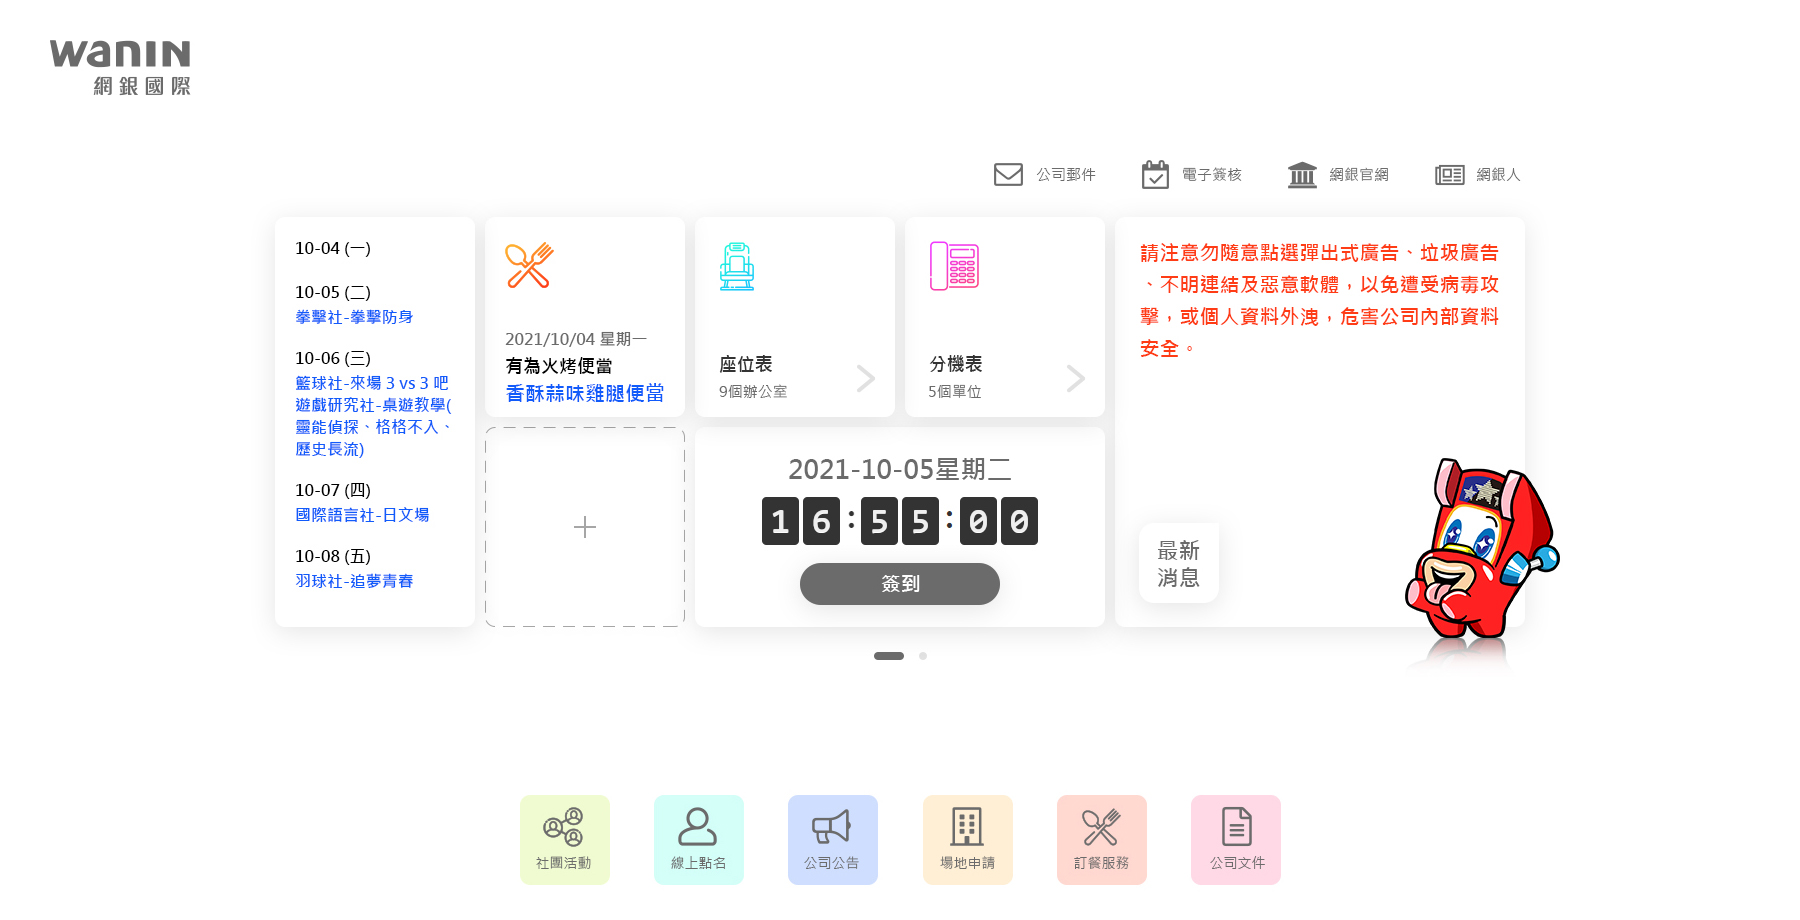 wanin
網銀國際
公司郵件
電子簽核
網銀官網
網銀人
10-04 (一)
10-05 (二)
拳擊社-拳擊防身
10-06 (三)
籃球社-來場 3 vs 3 吧
遊戲研究社-桌遊教學(
靈能偵探、格格不入、
歷史長流)
10-07 (四)
國際語言社-日文場
10-08 (五)
羽球社-追夢青春
2021/10/04 星期一
有為火烤便當
香酥蒜味雞腿便當
座位表
9個辦公室
分機表
5個單位
2021-10-05星期二
16:55:00
簽到
請注意勿隨意點選彈出式廣告、垃圾廣告
、不明連結及惡意軟體，以免遭受病毒攻
擊，或個人資料外洩，危害公司內部資料
安全。
最新
消息
社團活動
線上點名
公司公告
場地申請
訂餐服務
公司文件